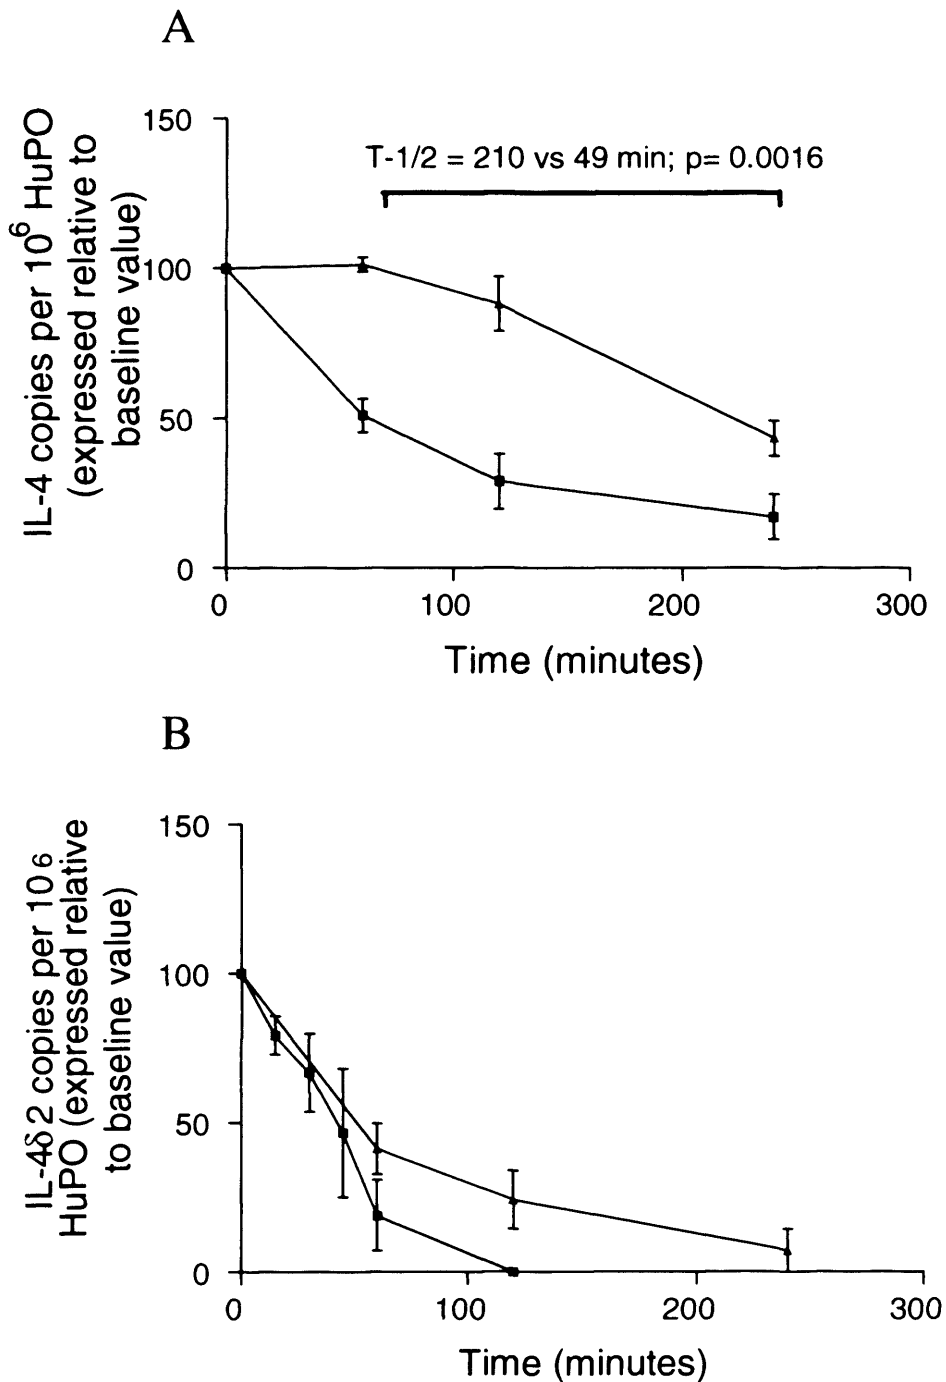 A
IL-4 copies per 10⁶ HuPO
(expressed relative to
baseline value)
150
100
50
0
T-1/2 = 210 vs 49 min; p= 0.0016
0 100 200 300
Time (minutes)
B
IL-4δ2 copies per 10 6
HuPO (expressed relative
to baseline value)
150
100
50
0
0 100 200 300
Time (minutes)